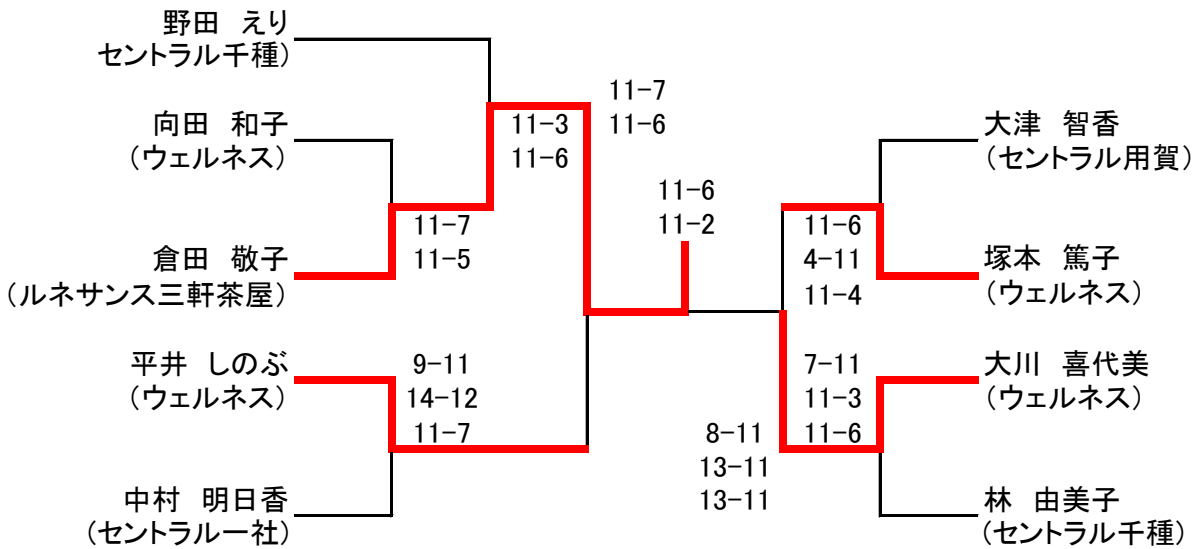 野田　えり
セントラル千種）
向田　和子
（ウェルネス）
倉田　敬子
（ルネサンス三軒茶屋）
平井　しのぶ
（ウェルネス）
中村　明日香
（セントラル一社）
11-7
11-5
9-11
14-12
11-7
11-3
11-6
11-7
11-6
11-6
11-2
8-11
13-11
13-11
11-6
4-11
11-4
7-11
11-3
11-6
大津　智香
（セントラル用賀）
塚本　篤子
（ウェルネス）
大川　喜代美
（ウェルネス）
林　由美子
（セントラル千種）